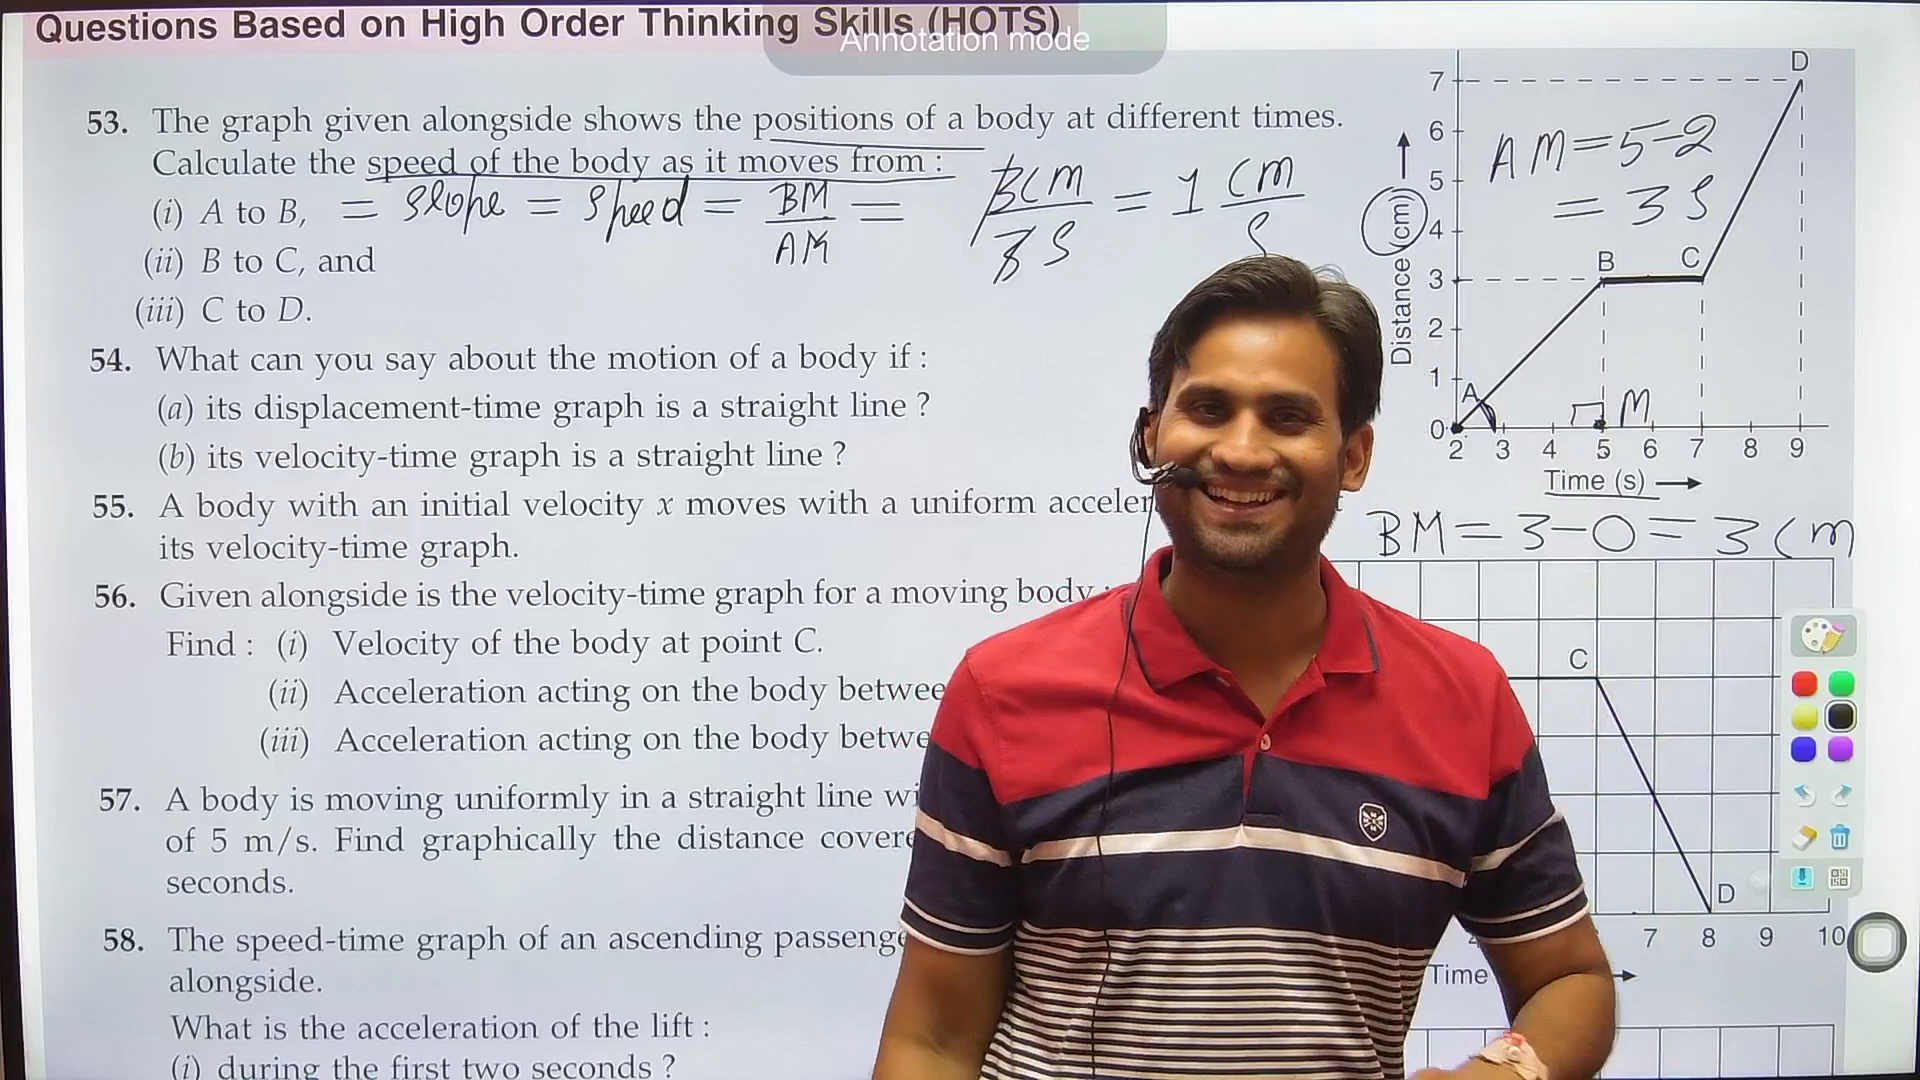 Questions Based on High Order Thinking Skills (HOTS)
Annotation mode
53. The graph given alongside shows the positions of a body at different times.
Calculate the speed of the body as it moves from :
(i) A to B, = slope = speed = BM/AM = 3cm/3s = 1 cm/s
(ii) B to C, and
(iii) C to D.
54. What can you say about the motion of a body if :
(a) its displacement-time graph is a straight line ?
(b) its velocity-time graph is a straight line ?
55. A body with an initial velocity x moves with a uniform
its velocity-time graph.
56. Given alongside is the velocity-time graph for a moving body :
Find : (i) Velocity of the body at point C.
(ii) Acceleration acting on the body
(iii) Acceleration acting on the body
57. A body is moving uniformly in a straight line
of 5 m/s. Find graphically the distance
seconds.
58. The speed-time graph of an ascending
alongside.
What is the acceleration of the lift :
(i) during the first two seconds ?
D
7
6
5
4
3
2
1
0
AM = 5-2
= 3 S
Distance (cm)
B C
A
M
2 3 4 5 6 7 8 9
Time (s)
BM = 3-0 = 3 cm
C
D
7 8 9 10
Time